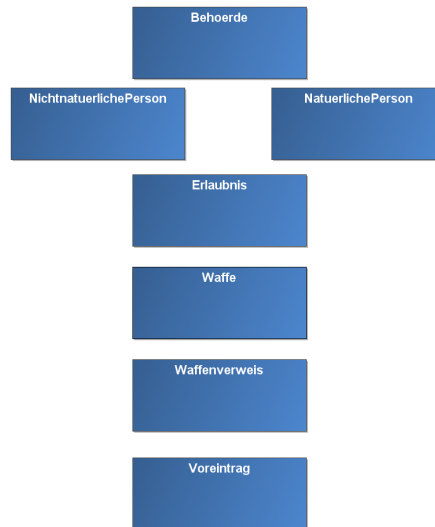 Behoerde
NichtnatuerlichePerson
NatuerlichePerson
Erlaubnis
Waffe
Waffenverweis
Voreintrag